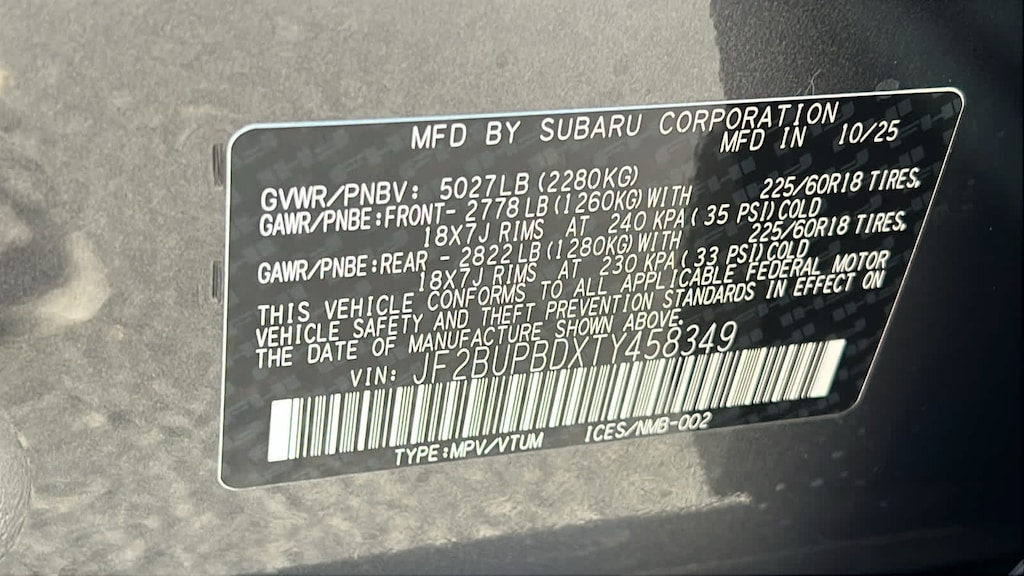 MFD BY SUBARU CORPORATION
MFD IN 10/25
GVWR/PNBV: 5027LB (2280KG)
GAWR/PNBE:FRONT- 2778 LB (1260KG) WITH 225/60R18 TIRES,
18X7J RIMS AT 240 KPA ( 35 PSI) COLD
GAWR/PNBE:REAR - 2822 LB (1280KG) WITH 225/60R18 TIRES,
18X7J RIMS AT 230 KPA ( 33 PSI) COLD
THIS VEHICLE CONFORMS TO ALL APPLICABLE FEDERAL MOTOR
VEHICLE SAFETY AND THEFT PREVENTION STANDARDS IN EFFECT ON
THE DATE OF MANUFACTURE SHOWN ABOVE.
VIN: JF2BUPBDXTY458349
TYPE:MPV/VTUM ICES/NMB-002